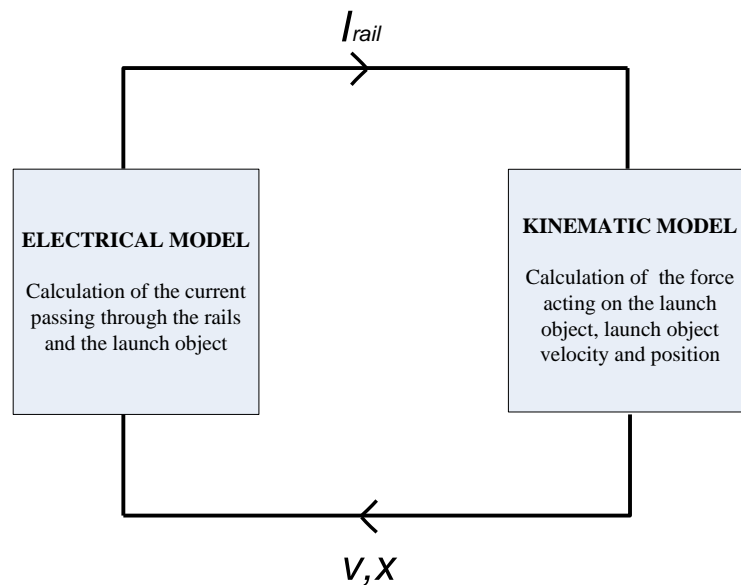 I rail
ELECTRICAL MODEL
Calculation of the current
passing through the rails
and the launch object
KINEMATIC MODEL
Calculation of the force
acting on the launch
object, launch object
velocity and position
v,x